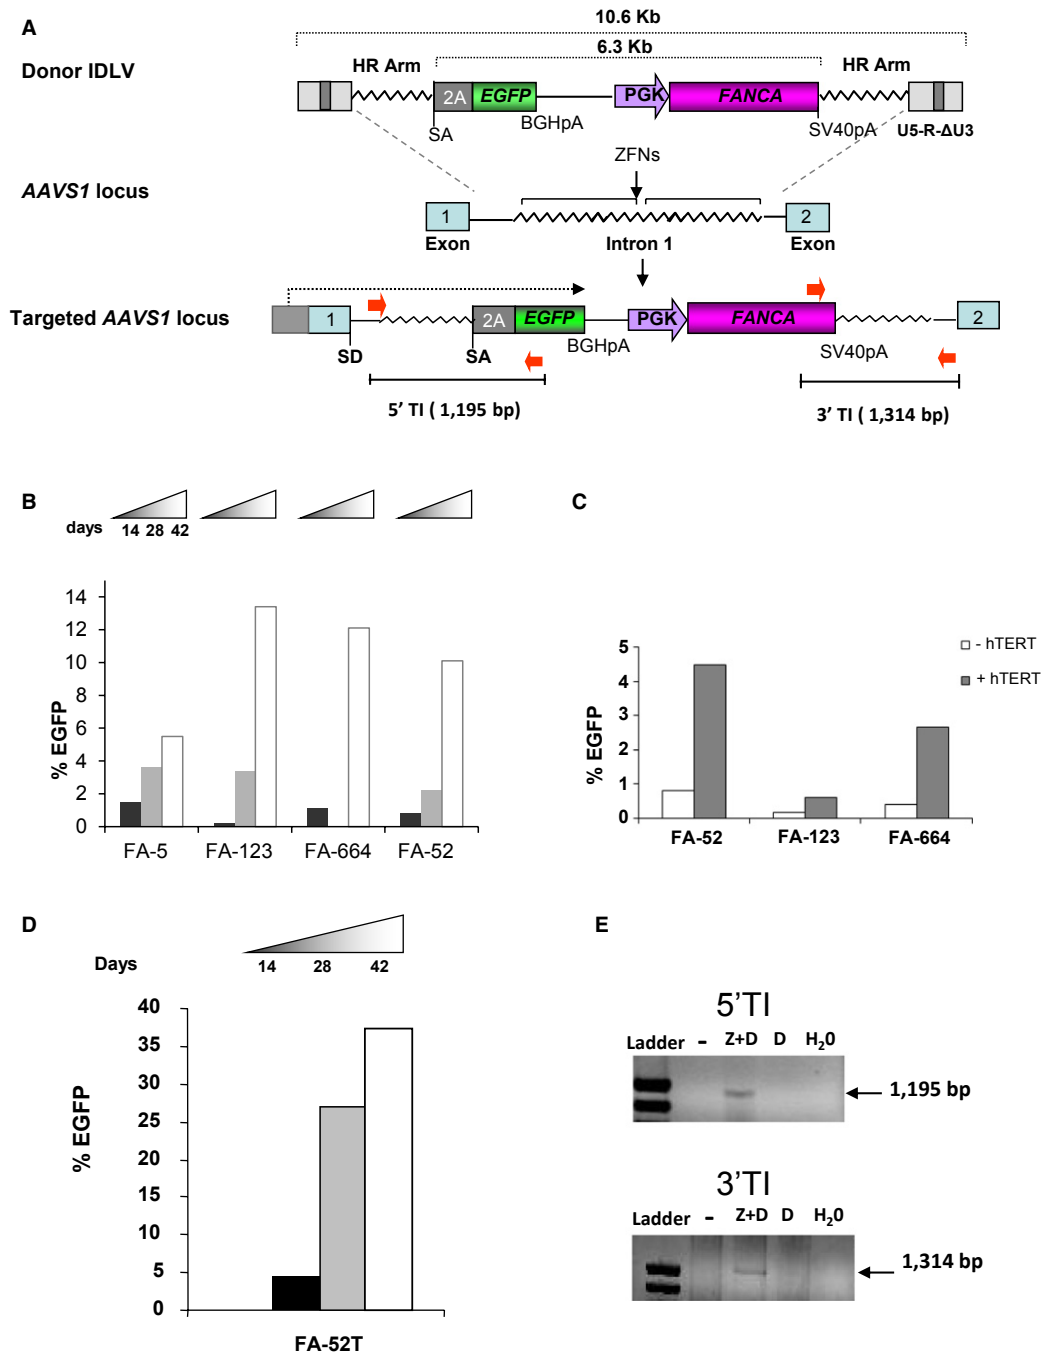 A
10.6 Kb
Donor IDLV
HR Arm
6.3 Kb
HR Arm
2A EGFP PGK FANCA
SA
BGHpA
SV40pA
U5-R-ΔU3
ZFNs
AAVS1 locus
1
2
Exon
Intron 1
Exon
Targeted AAVS1 locus
1
2A EGFP PGK FANCA
2
SD
SA
BGHpA
SV40pA
5' TI ( 1,195 bp)
3' TI ( 1,314 bp)
B
days
14 28 42
% EGFP
14
12
10
8
6
4
2
0
FA-5 FA-123 FA-664 FA-52
C
% EGFP
5
4
3
2
1
0
FA-52 FA-123 FA-664
- hTERT
+ hTERT
D
Days
14 28 42
% EGFP
40
35
30
25
20
15
10
5
0
FA-52T
E
5'TI
Ladder - Z+D D H20
1,195 bp
3'TI
Ladder - Z+D D H20
1,314 bp